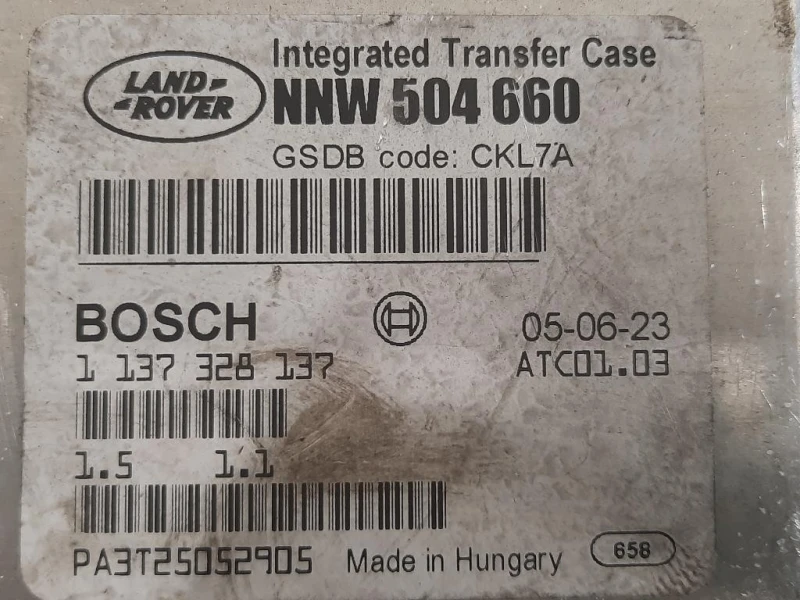 LAND
ROVER
Integrated Transfer Case
NNW 504 660
GSDB code: CKL7A
BOSCH
05-06-23
1 137 328 137
ATC01.03
1.5 1.1
PA3T25052905
Made in Hungary
658